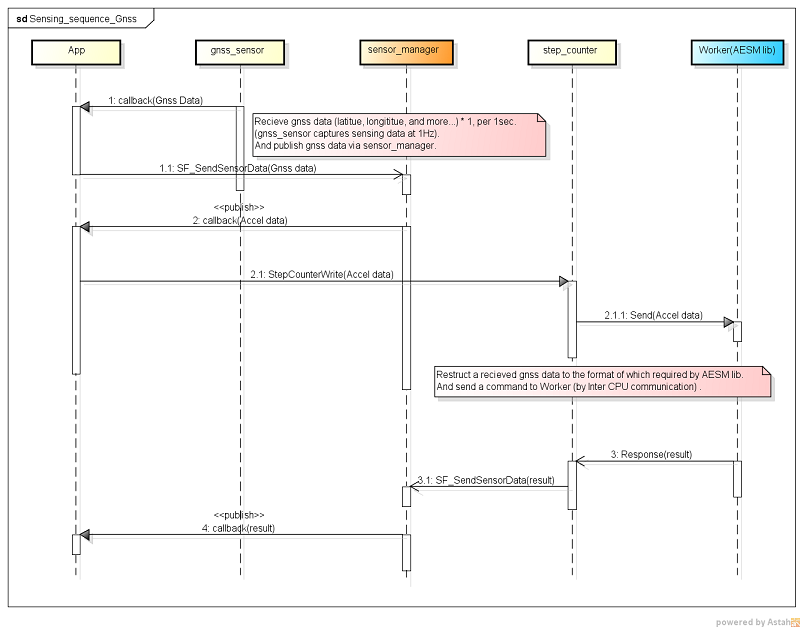 sd Sensing_sequence_Gnss
App
gnss_sensor
sensor_manager
step_counter
Worker(AESM lib)
1: callback(Gnss Data)
Recieve gnss data (latitue, longititue, and more...) * 1, per 1sec.
(gnss_sensor captures sensing data at 1Hz).
And publish gnss data via sensor_manager.
1.1: SF_SendSensorData(Gnss data)
<<publish>>
2: callback(Accel data)
2.1: StepCounterWrite(Accel data)
2.1.1: Send(Accel data)
Restruct a recieved gnss data to the format of which required by AESM lib.
And send a command to Worker (by Inter CPU communication) .
3: Response(result)
3.1: SF_SendSensorData(result)
<<publish>>
4: callback(result)
powered by Astah